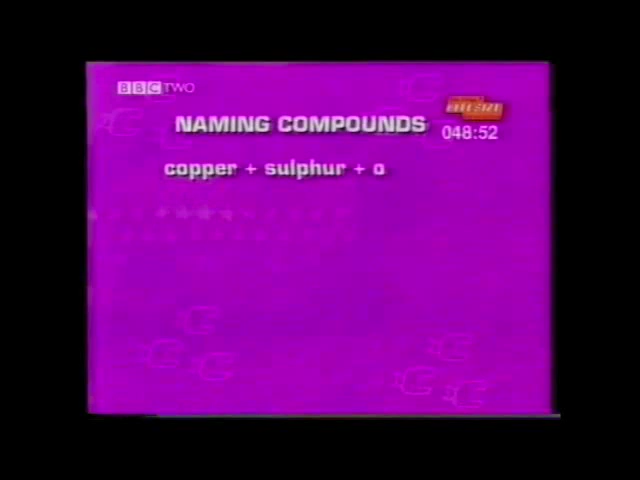 BBC TWO
NAMING COMPOUNDS
048:52
copper + sulphur + o